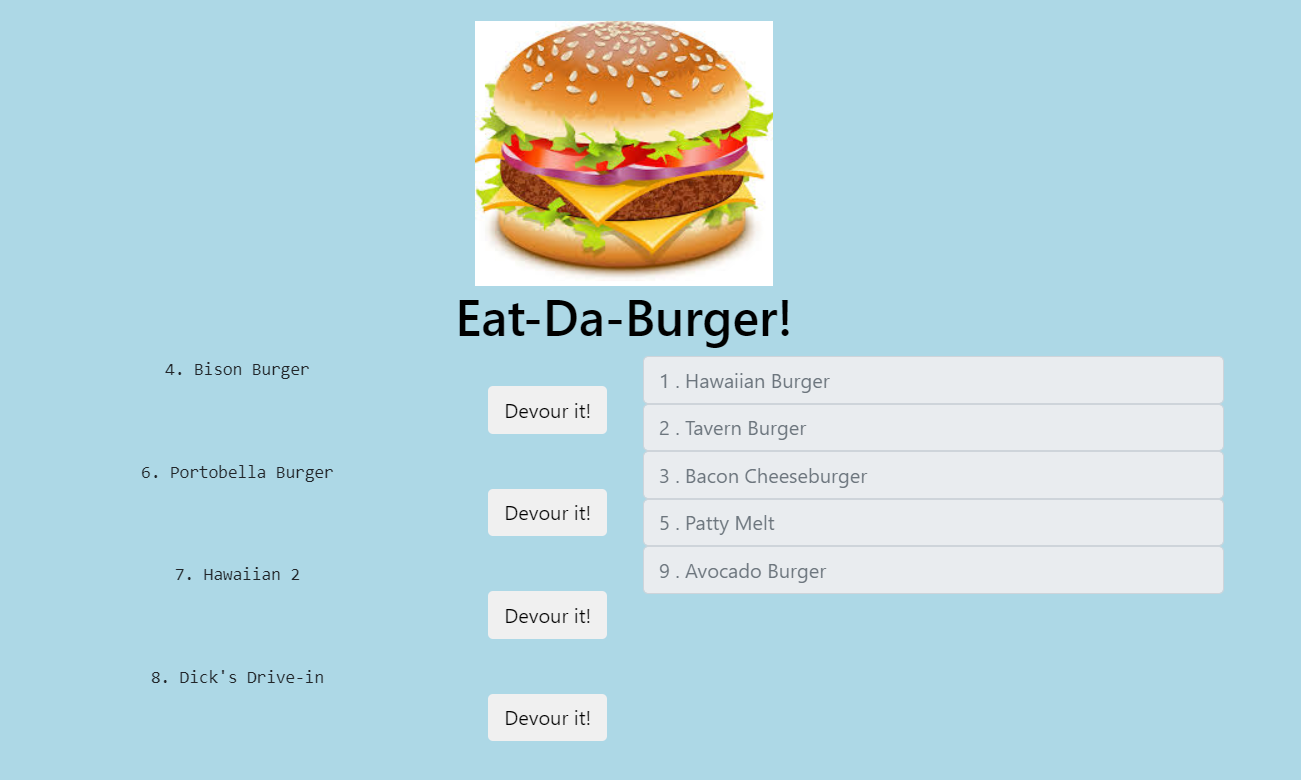 Eat-Da-Burger!
4. Bison Burger
Devour it!
6. Portobella Burger
Devour it!
7. Hawaiian 2
Devour it!
8. Dick's Drive-in
Devour it!
1 . Hawaiian Burger
2 . Tavern Burger
3 . Bacon Cheeseburger
5 . Patty Melt
9 . Avocado Burger